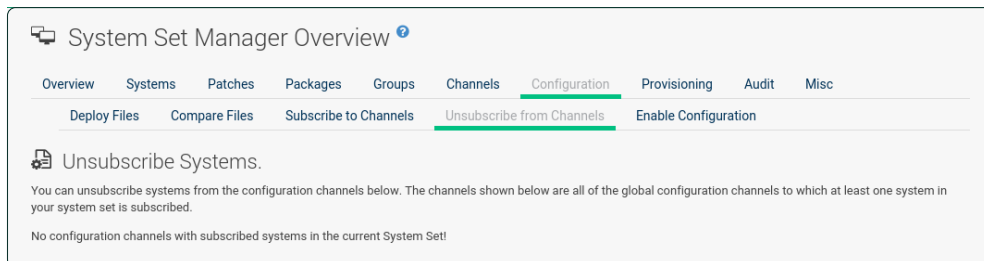 System Set Manager Overview ?
Overview Systems Patches Packages Groups Channels Configuration Provisioning Audit Misc
Deploy Files Compare Files Subscribe to Channels Unsubscribe from Channels Enable Configuration
Unsubscribe Systems.
You can unsubscribe systems from the configuration channels below. The channels shown below are all of the global configuration channels to which at least one system in
your system set is subscribed.
No configuration channels with subscribed systems in the current System Set!